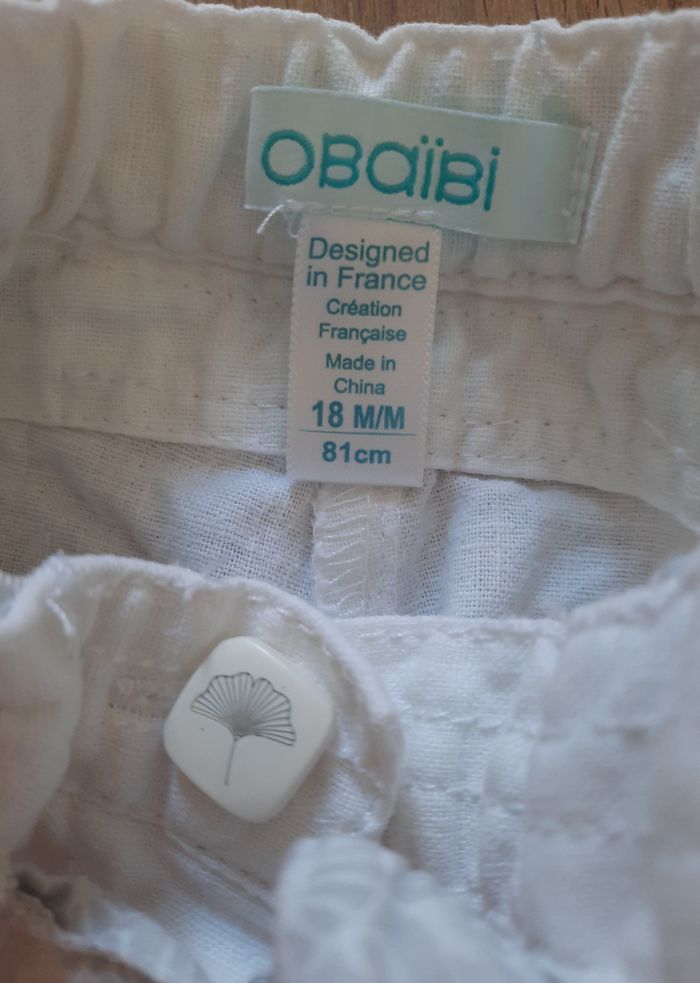 OBaïBi
Designed
in France
Création
Française
Made in
China
18 M/M
81cm